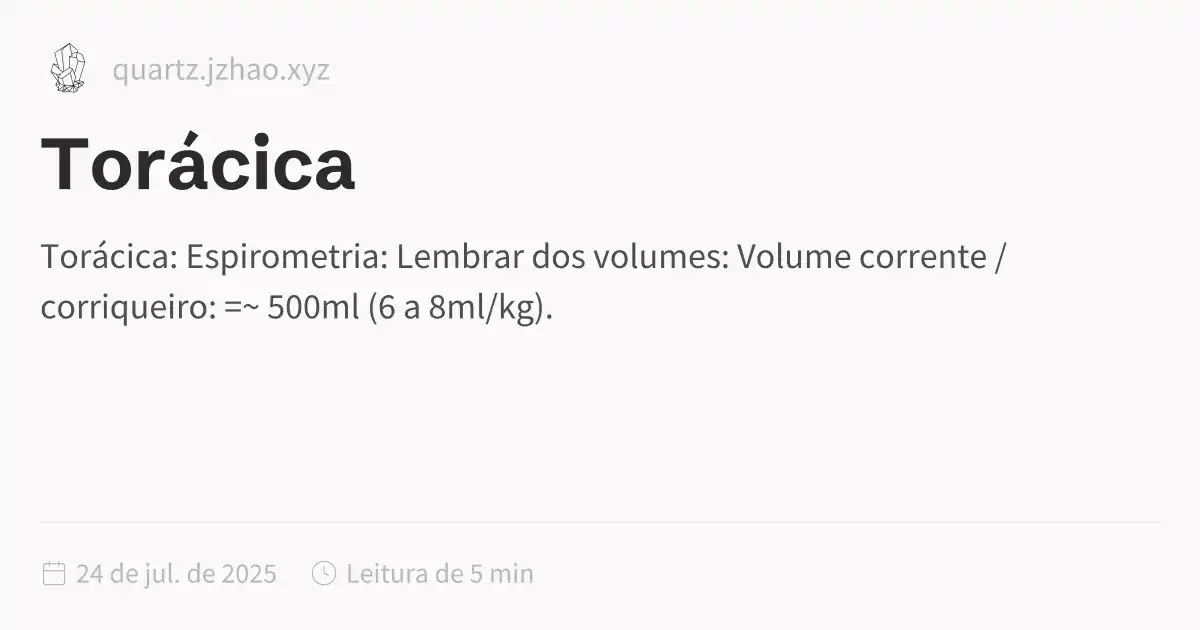 quartz.jzhao.xyz
Torácica
Torácica: Espirometria: Lembrar dos volumes: Volume corrente /
corriqueiro: =~ 500ml (6 a 8ml/kg).
24 de jul. de 2025
Leitura de 5 min